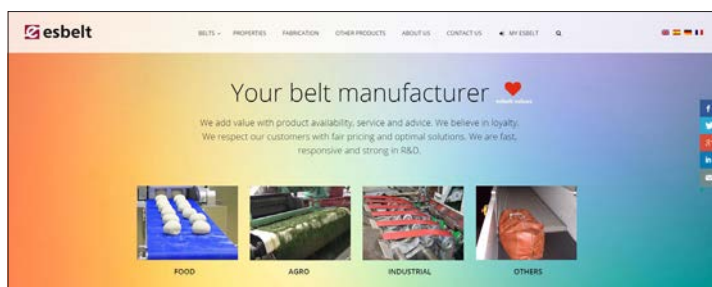 esbelt
BELTS PROPERTIES FABRICATION OTHER PRODUCTS ABOUT US CONTACT US MY ESBELT
Your belt manufacturer
We add value with product availability, service and advice. We believe in loyalty.
We respect our customers with fair pricing and optimal solutions. We are fast,
responsive and strong in R&D.
FOOD AGRO INDUSTRIAL OTHERS